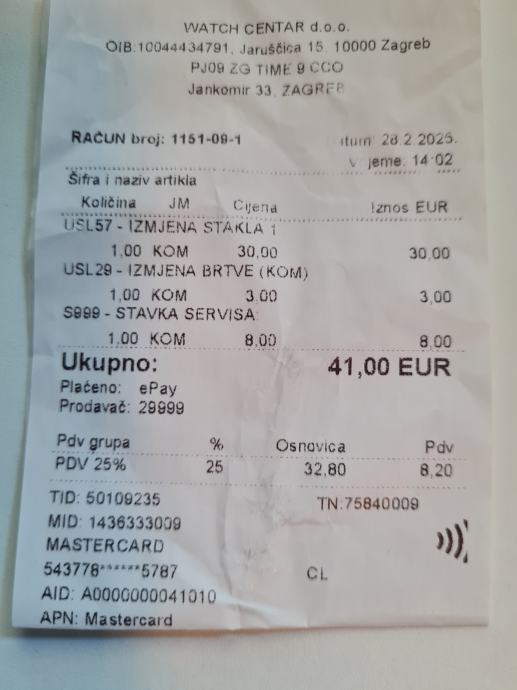 WATCH CENTAR d.o.o.
OIB:10044434791, Jaruščica 15, 10000 Zagreb
PJ09 ZG TIME 9 CCO
Jankomir 33, ZAGREB
RAČUN broj: 1151-09-1 tum: 28.2.2025.
jeme: 14:02
Šifra i naziv artikla
Količina JM Cijena Iznos EUR
USL57 - IZMJENA STAKLA 1
1,00 KOM 30,00 30,00
USL29 - IZMJENA BRTVE (KOM)
1,00 KOM 3,00 3,00
S999 - STAVKA SERVISA
1,00 KOM 8,00 8,00
Ukupno: 41,00 EUR
Plaćeno: ePay
Prodavač: 29999
Pdv grupa % Osnovica Pdv
PDV 25% 25 32,80 8,20
TID: 50109235 TN:75840009
MID: 1436333009
MASTERCARD
543778******5787 CL
AID: A0000000041010
APN: Mastercard